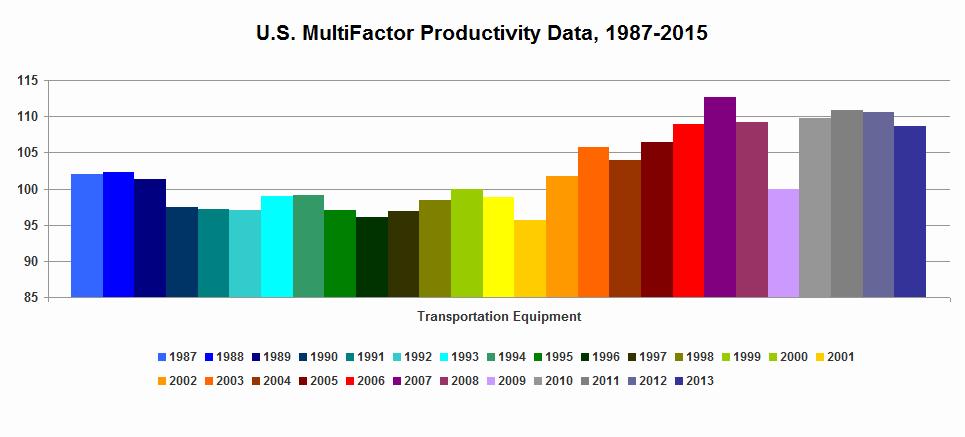 U.S. MultiFactor Productivity Data, 1987-2015
115
110
105
100
95
90
85
Transportation Equipment
1987 1988 1989 1990 1991 1992 1993 1994 1995 1996 1997 1998 1999 2000 2001
2002 2003 2004 2005 2006 2007 2008 2009 2010 2011 2012 2013